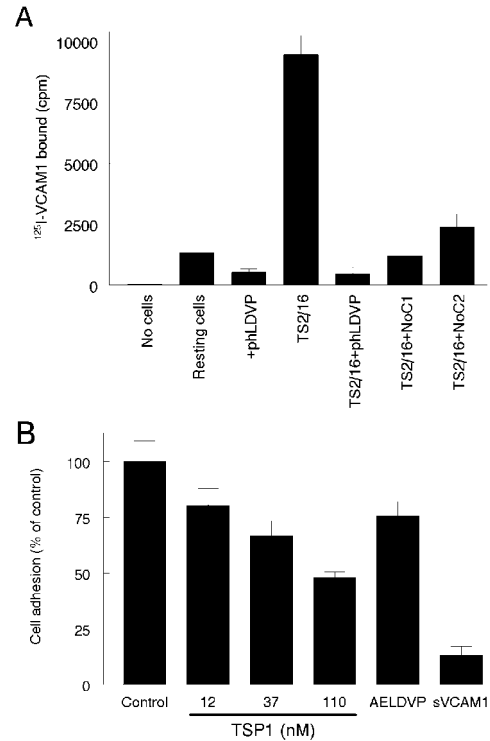 A
¹²⁵I-VCAM1 bound (cpm)
10000
7500
5000
2500
0
No cells
Resting cells
+phLDVP
TS2/16
TS2/16+phLDVP
TS2/16+NoC1
TS2/16+NoC2
B
Cell adhesion (% of control)
100
75
50
25
0
Control
12
37
110
AELDVP
sVCAM1
TSP1 (nM)